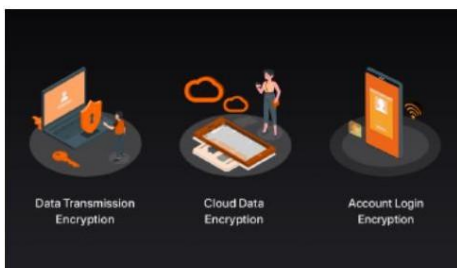 Data Transmission
Encryption
Cloud Data
Encryption
Account Login
Encryption